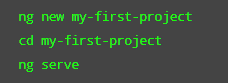 ng new my-first-project
cd my-first-project
ng serve